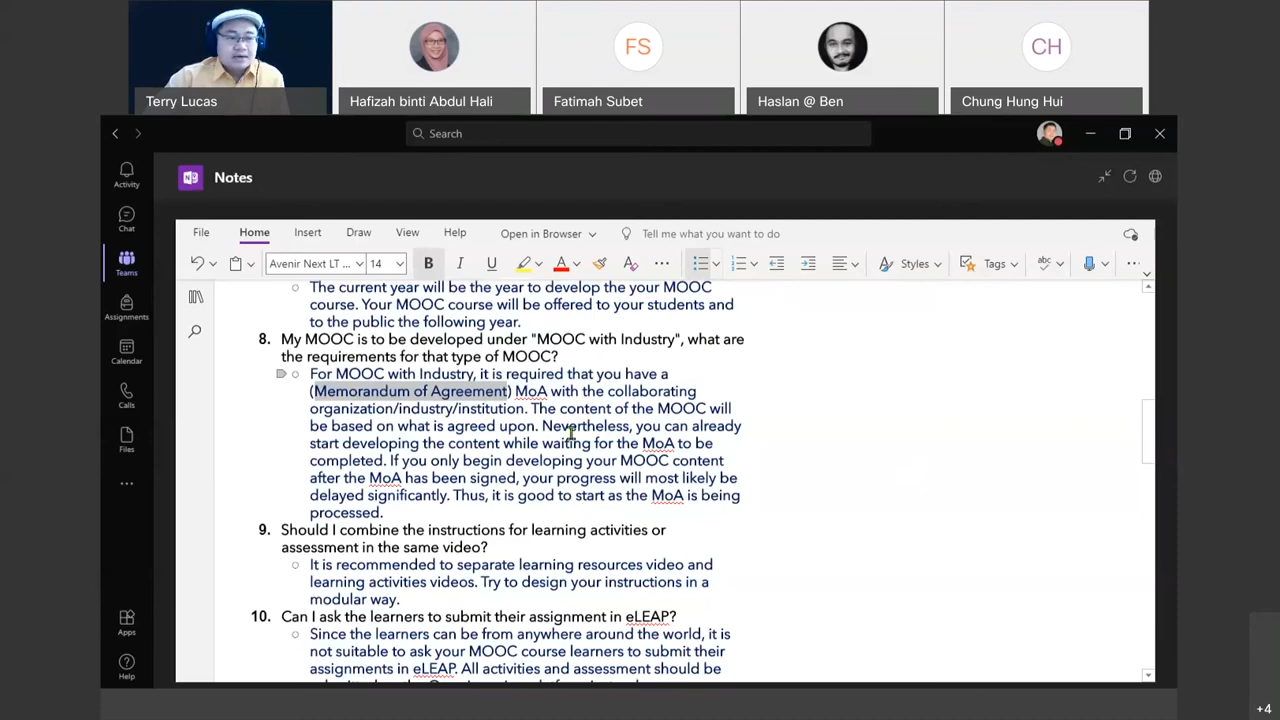 FS
CH
Terry Lucas
Hafizah binti Abdul Hali
Fatimah Subet
Haslan @ Ben
Chung Hung Hui
Search
Activity
Chat
Teams
Assignments
Calendar
Calls
Files
Apps
Help
Notes
File Home Insert Draw View Help Open in Browser Tell me what you want to do
Avenir Next LT ... 14 B I U A Styles Tags
The current year will be the year to develop the your MOOC
course. Your MOOC course will be offered to your students and
to the public the following year.
8. My MOOC is to be developed under "MOOC with Industry", what are
the requirements for that type of MOOC?
For MOOC with Industry, it is required that you have a
(Memorandum of Agreement) MoA with the collaborating
organization/industry/institution. The content of the MOOC will
be based on what is agreed upon. Nevertheless, you can already
start developing the content while waiting for the MoA to be
completed. If you only begin developing your MOOC content
after the MoA has been signed, your progress will most likely be
delayed significantly. Thus, it is good to start as the MoA is being
processed.
9. Should I combine the instructions for learning activities or
assessment in the same video?
It is recommended to separate learning resources video and
learning activities videos. Try to design your instructions in a
modular way.
10. Can I ask the learners to submit their assignment in eLEAP?
Since the learners can be from anywhere around the world, it is
not suitable to ask your MOOC course learners to submit their
assignments in eLEAP. All activities and assessment should be
+4